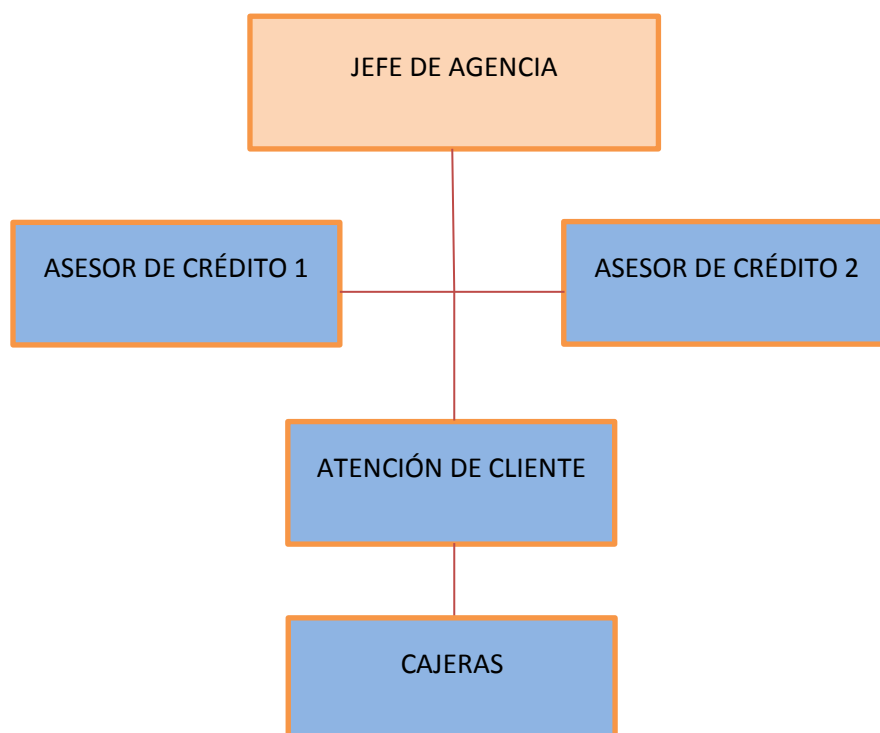 JEFE DE AGENCIA
ASESOR DE CRÉDITO 1
ASESOR DE CRÉDITO 2
ATENCIÓN DE CLIENTE
CAJERAS